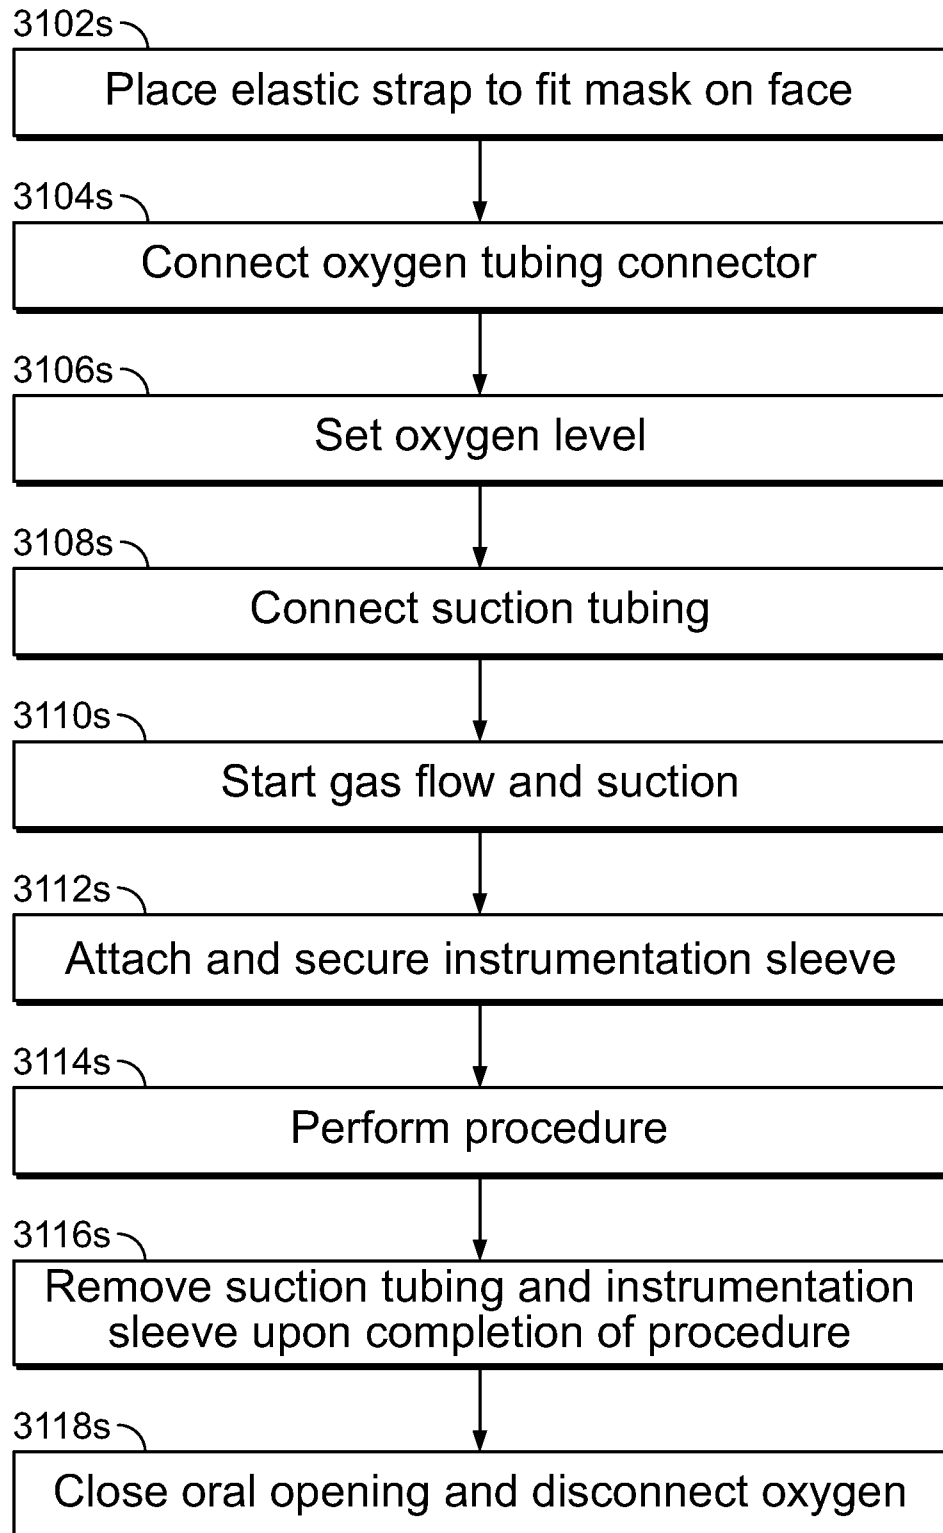 3102s
Place elastic strap to fit mask on face
3104s
Connect oxygen tubing connector
3106s
Set oxygen level
3108s
Connect suction tubing
3110s
Start gas flow and suction
3112s
Attach and secure instrumentation sleeve
3114s
Perform procedure
3116s
Remove suction tubing and instrumentation
sleeve upon completion of procedure
3118s
Close oral opening and disconnect oxygen